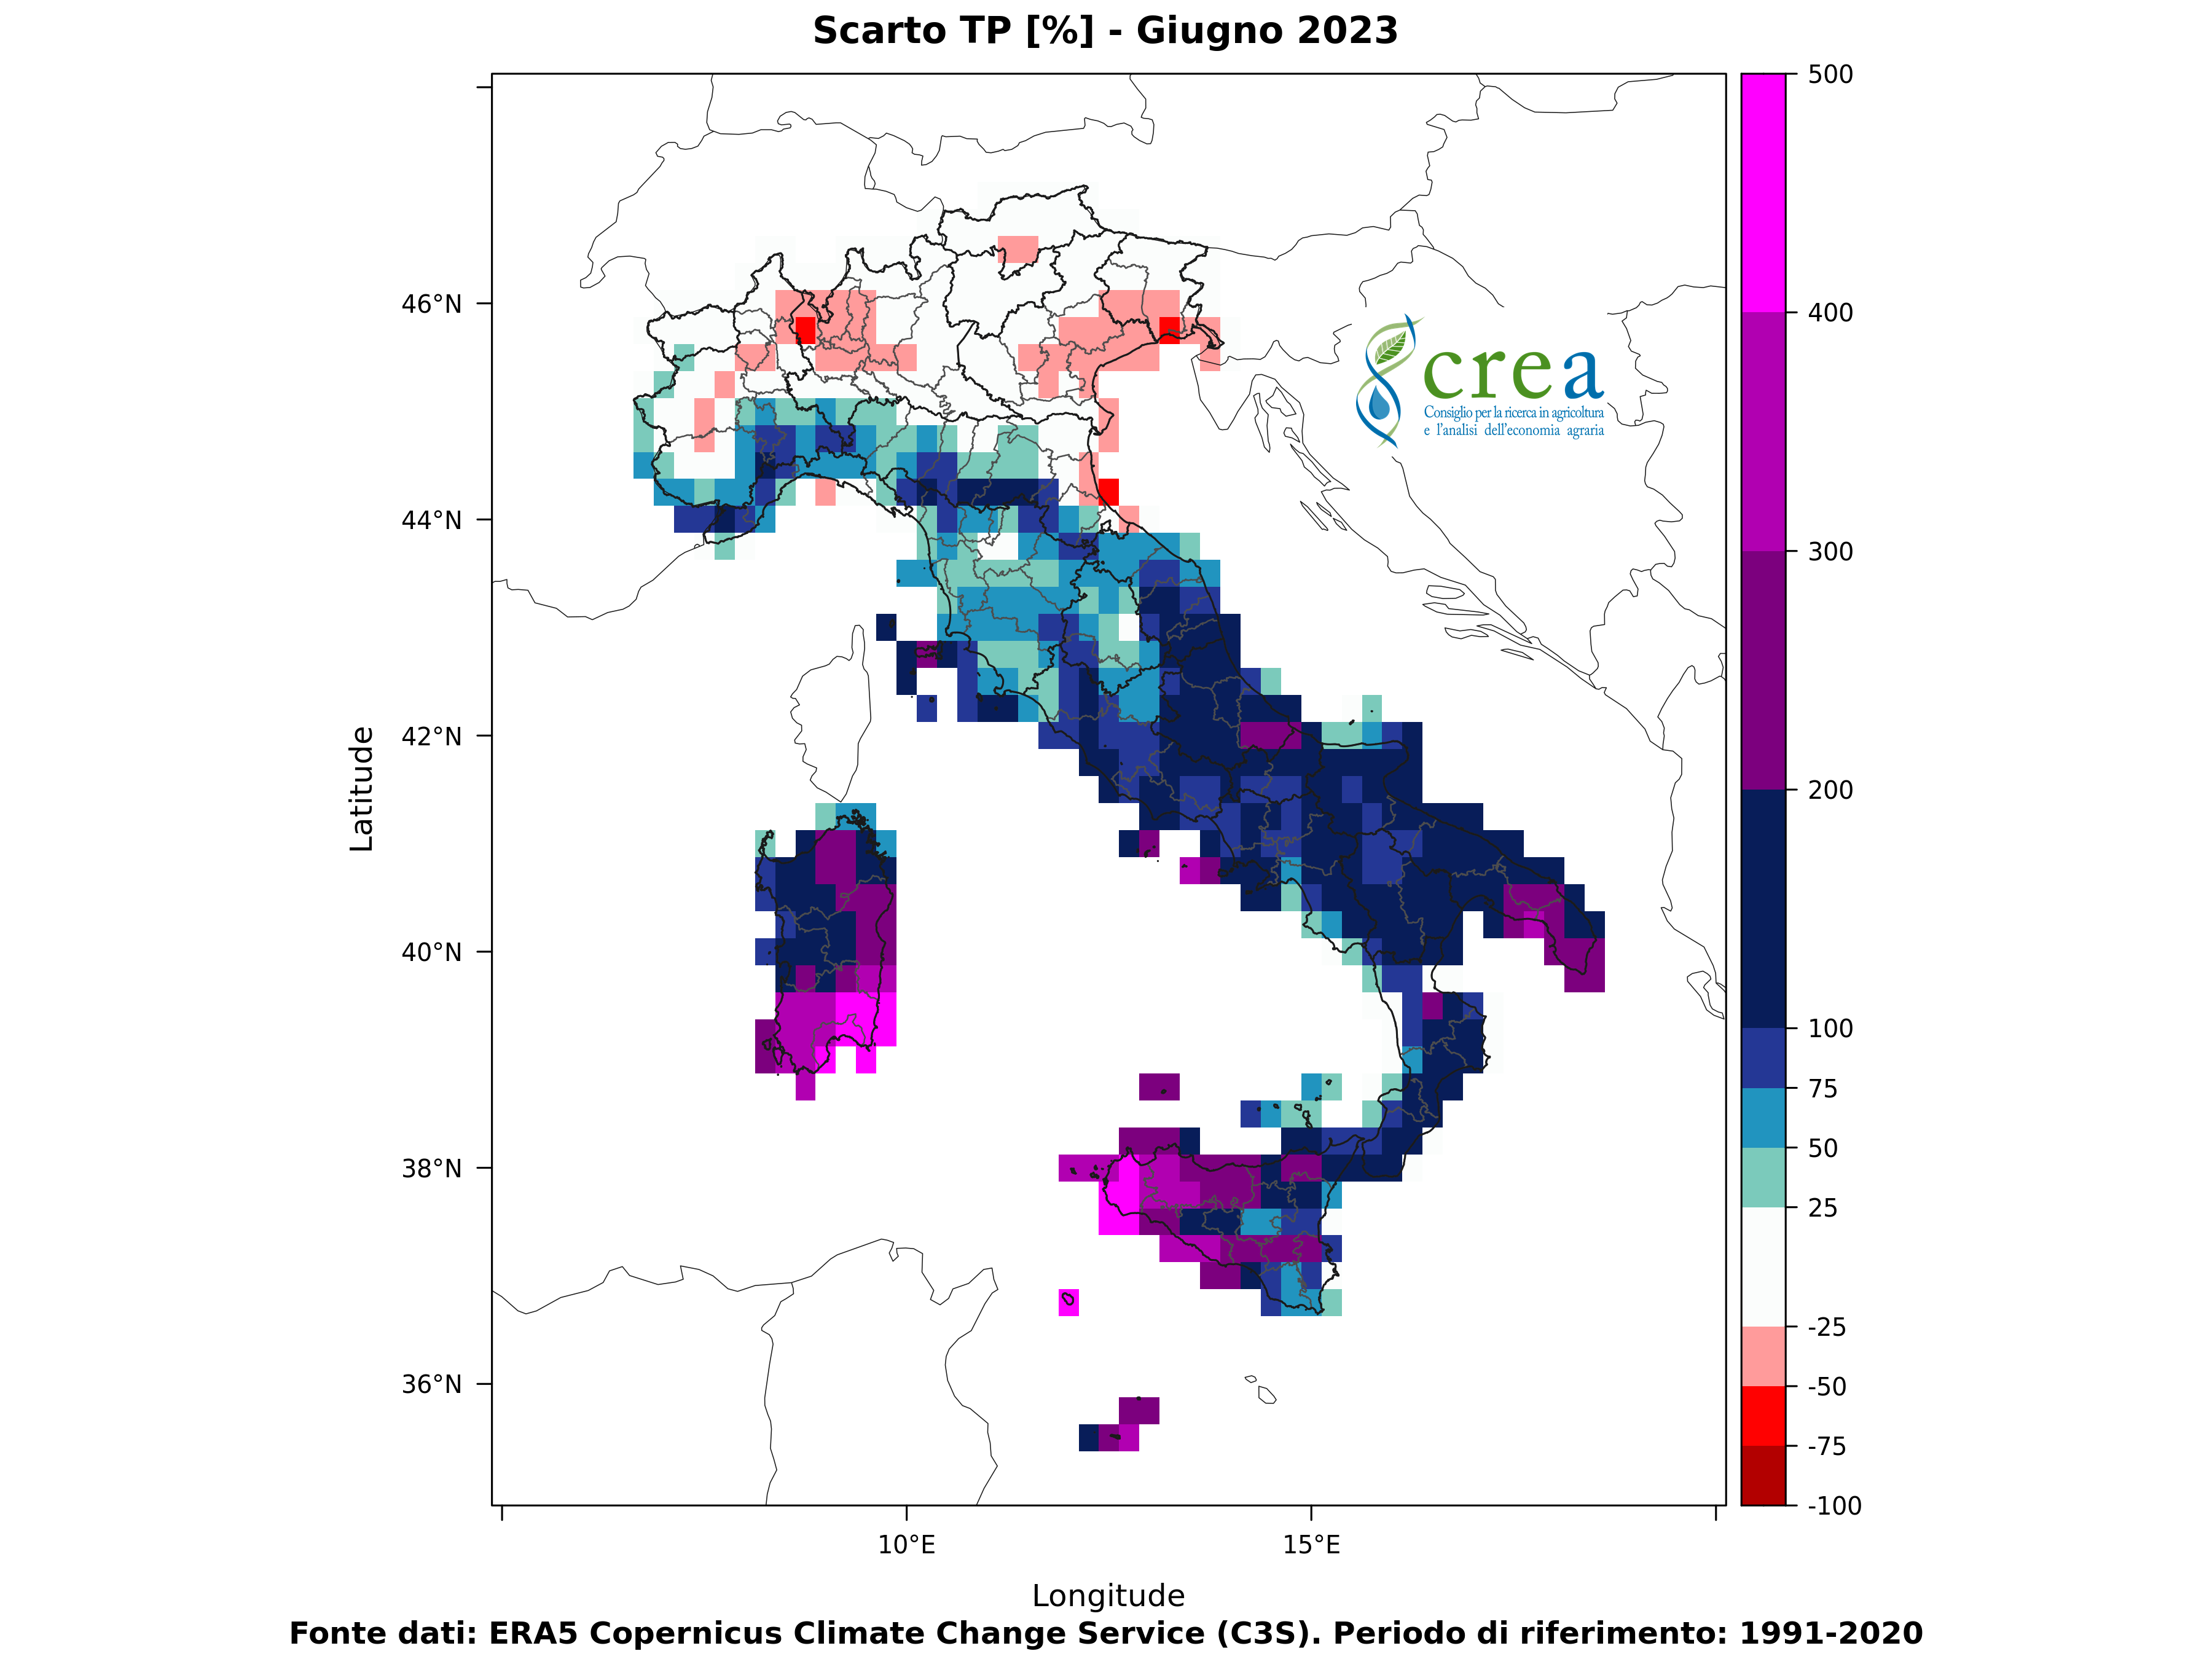 Scarto TP [%] - Giugno 2023
500
400
300
200
100
75
50
25
-25
-50
-75
-100
46°N
44°N
42°N
40°N
38°N
36°N
Latitude
crea
Consiglio per la ricerca in agricoltura
e l'analisi dell'economia agraria
10°E 15°E
Longitude
Fonte dati: ERA5 Copernicus Climate Change Service (C3S). Periodo di riferimento: 1991-2020